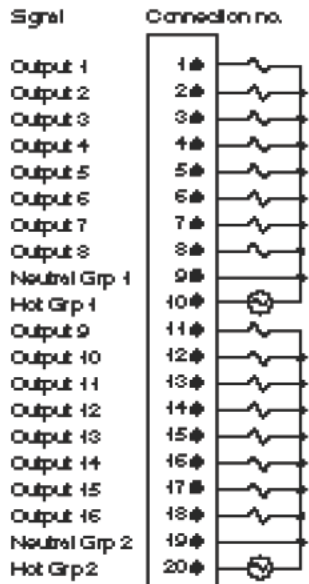 Signal Connection no.
Output 1 1
Output 2 2
Output 3 3
Output 4 4
Output 5 5
Output 6 6
Output 7 7
Output 8 8
Neutral Grp 1 9
Hot Grp 1 10
Output 9 11
Output 10 12
Output 11 13
Output 12 14
Output 13 15
Output 14 16
Output 15 17
Output 16 18
Neutral Grp 2 19
Hot Grp2 20